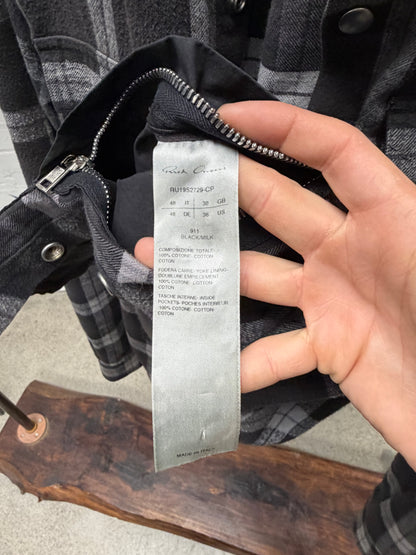 Rick Owens
RU1952729-CP
48 IT 38 GB
48 DE 38 US
911
BLACK/MILK
COMPOSIZIONE TOTALE:
100% COTONE- COTTON
COTON
FODERA CARRE'-YOKE LINING-
DOUBLURE EMPIECEMENT
100% COTONE- COTTON
COTON
TASCHE INTERNE- INSIDE
POCKETS- POCHES INTERIEUR
100% COTONE- COTTON
COTON
MADE IN ITALY